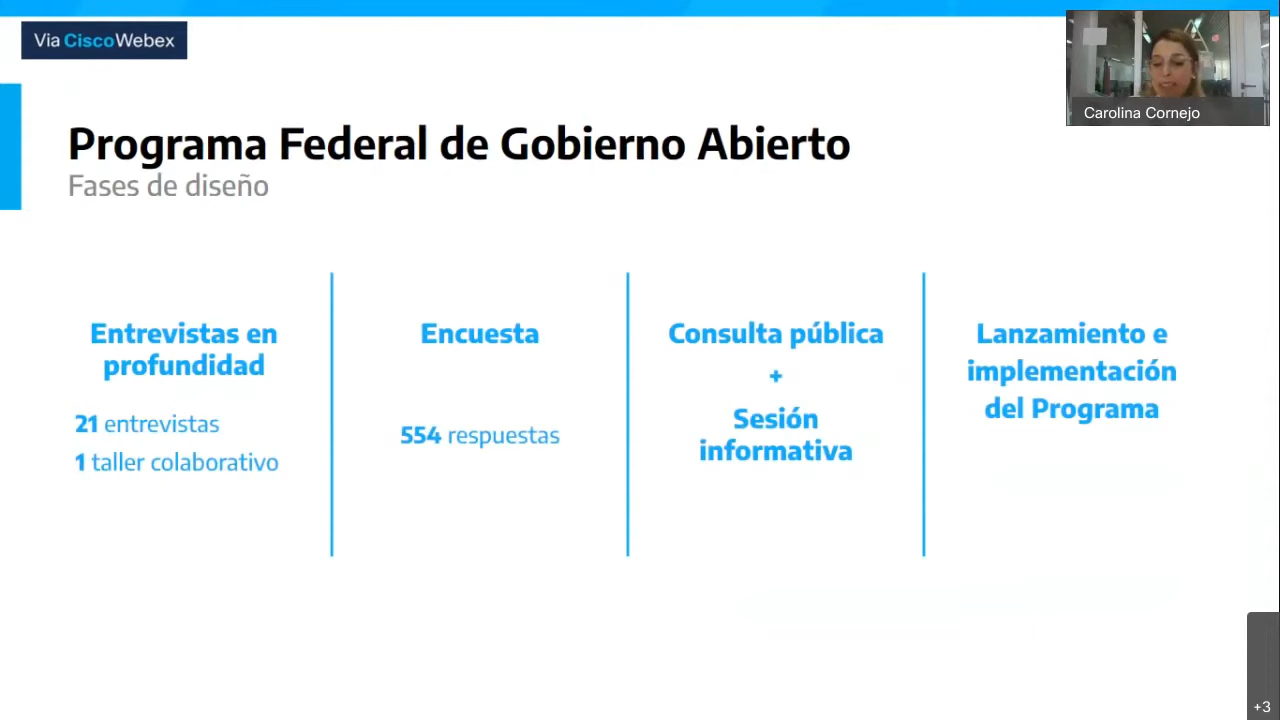 Vía CiscoWebex
Carolina Cornejo
Programa Federal de Gobierno Abierto
Fases de diseño
Entrevistas en
profundidad
21 entrevistas
1 taller colaborativo
Encuesta
554 respuestas
Consulta pública
+
Sesión
informativa
Lanzamiento e
implementación
del Programa
+3